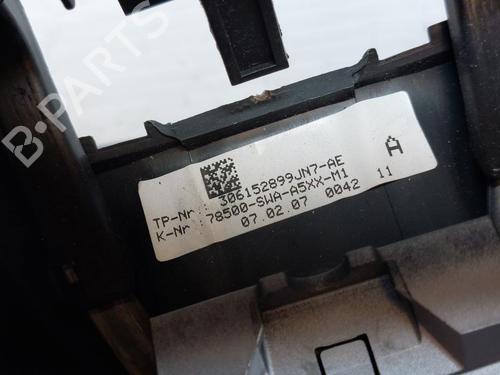 B-Parts
TP-Nr : 306152899JN7-AE A
K-Nr : 78500-SWA-A5XX-M1
07.02.07 0042 11